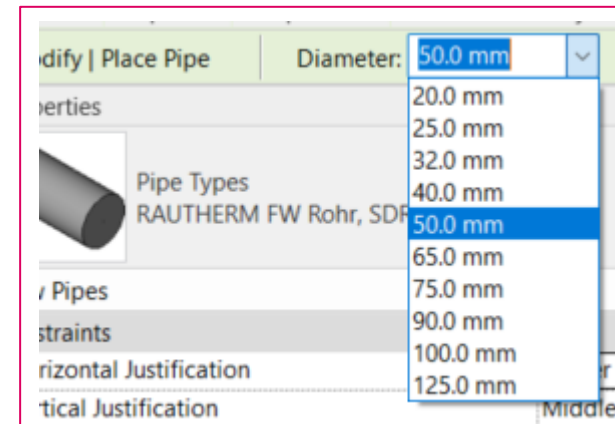 dify | Place Pipe Diameter: 50.0 mm
perties 20.0 mm
25.0 mm
Pipe Types 32.0 mm
RAUTHERM FW Rohr, SDR 40.0 mm
50.0 mm
65.0 mm
Pipes 75.0 mm
straints 90.0 mm
rizontal Justification 100.0 mm
tical Justification 125.0 mm Middle